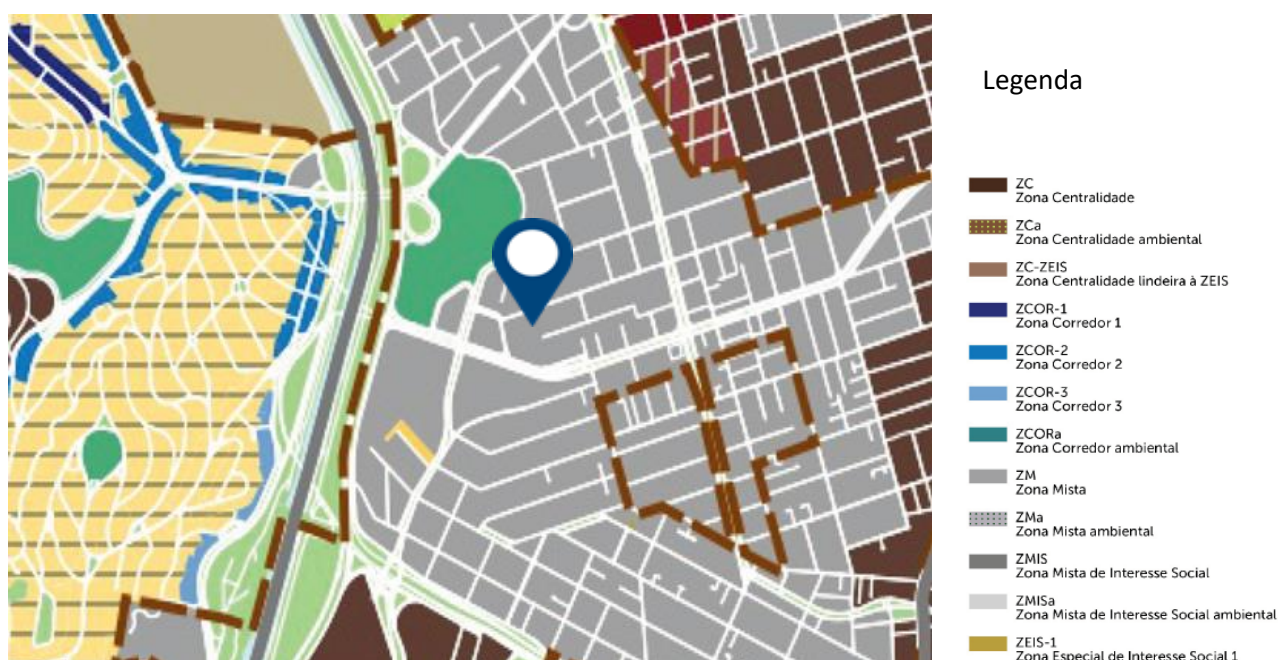 Legenda
ZC
Zona Centralidade
ZCa
Zona Centralidade ambiental
ZC-ZEIS
Zona Centralidade lindeira à ZEIS
ZCOR-1
Zona Corredor 1
ZCOR-2
Zona Corredor 2
ZCOR-3
Zona Corredor 3
ZCORa
Zona Corredor ambiental
ZM
Zona Mista
ZMa
Zona Mista ambiental
ZMIS
Zona Mista de Interesse Social
ZMISa
Zona Mista de Interesse Social ambiental
ZEIS-1
Zona Especial de Interesse Social 1